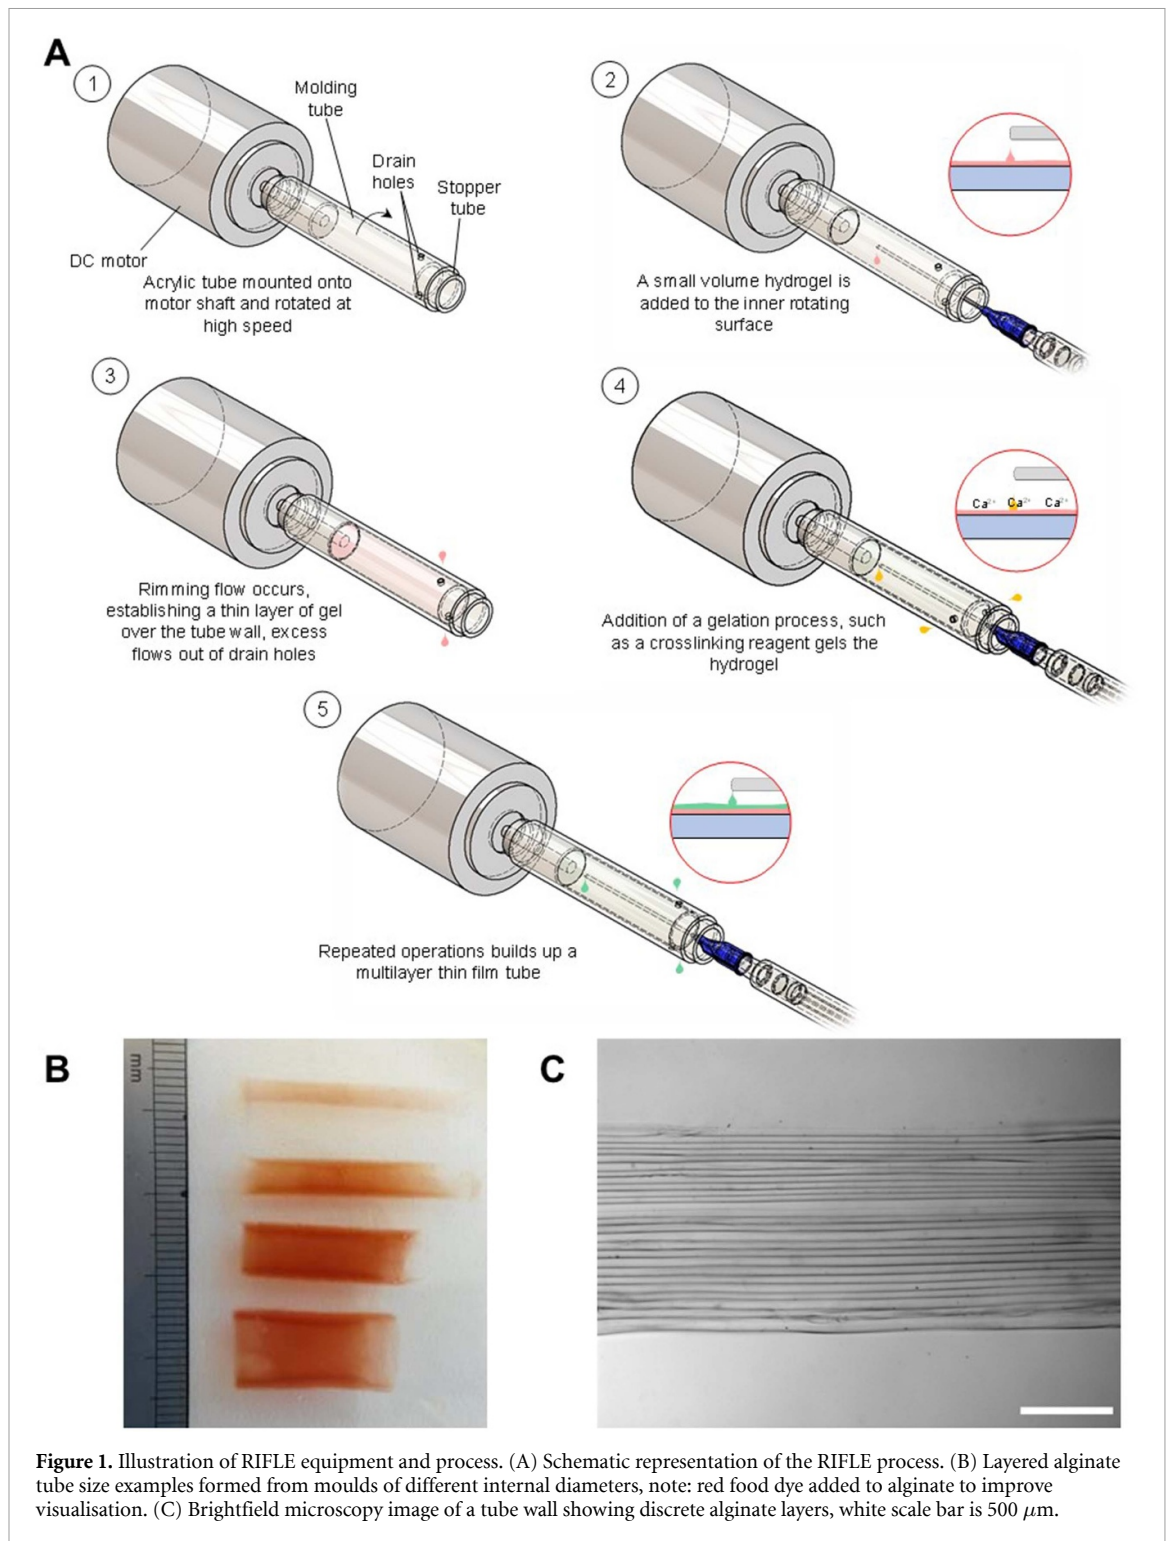 A
1
Molding
tube
Drain
holes
Stopper
tube
DC motor
Acrylic tube mounted onto
motor shaft and rotated at
high speed
2
A small volume hydrogel is
added to the inner rotating
surface
3
Rimming flow occurs,
establishing a thin layer of gel
over the tube wall, excess
flows out of drain holes
4
Ca²⁺ Ca²⁺ Ca²⁺
Addition of a gelation process, such
as a crosslinking reagent gels the
hydrogel
5
Repeated operations builds up a
multilayer thin film tube
B
mm
C
Figure 1. Illustration of RIFLE equipment and process. (A) Schematic representation of the RIFLE process. (B) Layered alginate
tube size examples formed from moulds of different internal diameters, note: red food dye added to alginate to improve
visualisation. (C) Brightfield microscopy image of a tube wall showing discrete alginate layers, white scale bar is 500 μm.